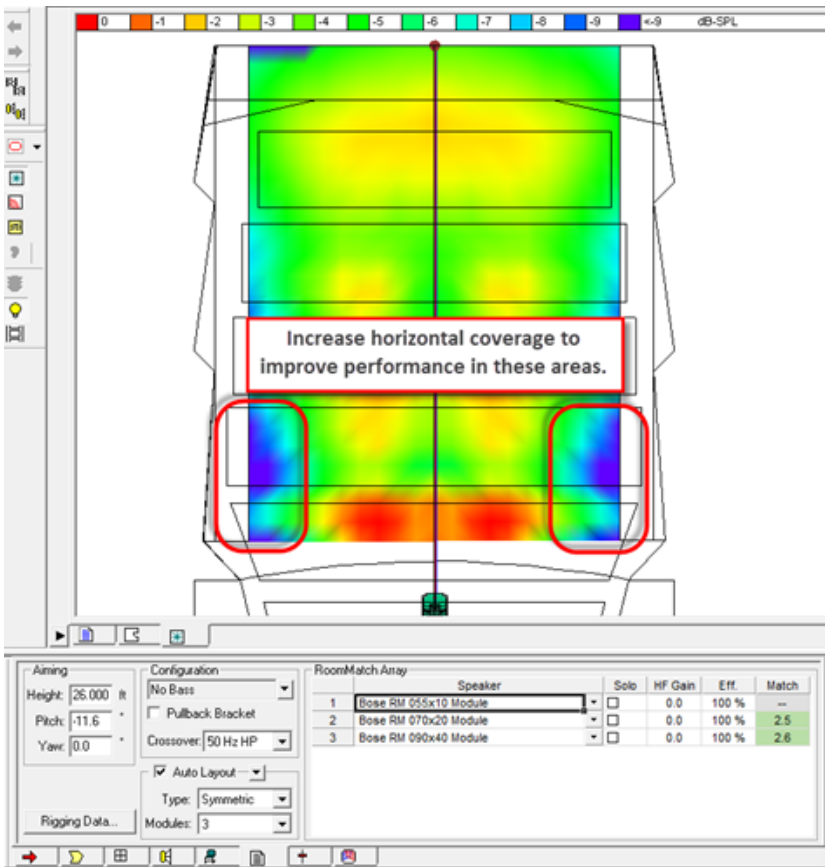 0 -1 -2 -3 -4 -5 -6 -7 -8 -9 <-9 dB-SPL
Increase horizontal coverage to
improve performance in these areas.
Aiming
Height: 26.000 ft
Pitch: -11.6 °
Yaw: 0.0 °
Rigging Data...
Configuration
No Bass
Pullback Bracket
Crossover: 50 Hz HP
Auto Layout
Type: Symmetric
Modules: 3
RoomMatch Array
Speaker Solo HF Gain Eff. Match
1 Bose RM 055x10 Module 0.0 100 % --
2 Bose RM 070x20 Module 0.0 100 % 2.5
3 Bose RM 090x40 Module 0.0 100 % 2.6